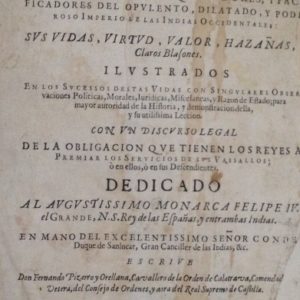 FICADORES DEL OPVLENTO, DILATADO, Y PODE
ROSO IMPERIO DE LAS INDIAS OCCIDENTALES:
SVS VIDAS, VIRTVD, VALOR, HAZAÑAS,
Claros Blasones.
ILVSTRADOS
EN LOS SVCESSOS DESTAS VIDAS CON SINGVLARES OBSER
vaciones Politicas, Morales, Iuridicas, Miscelaneas, y Razon de Estado; para
mayor autoridad de la Historia, y demonstracion della,
y su utilissima Leccion.
CON VN DISCVRSO LEGAL
DE LA OBLIGACION QVE TIENEN LOS REYES A
PREMIAR LOS SERVICIOS DE SVS VASSALLOS;
ò en ellos, ò en sus Descendientes.
DEDICADO
AL AVGVSTISSIMO MONARCA FELIPE IV.
el GRANDE, N. S. Rey de las Españas, y entrambas Indias.
EN MANO DEL EXCELENTISSIMO SEÑOR CONDE
Duque de Sanlucar, Gran Canciller de las Indias, &c.
ESCRIVE
Don Fernando Pizarro y Orellana, Cavallero de la Orden de Calatrava, Comendad
Vetera, del Consejo de Ordenes, y aora del Real Supremo de Castilla.